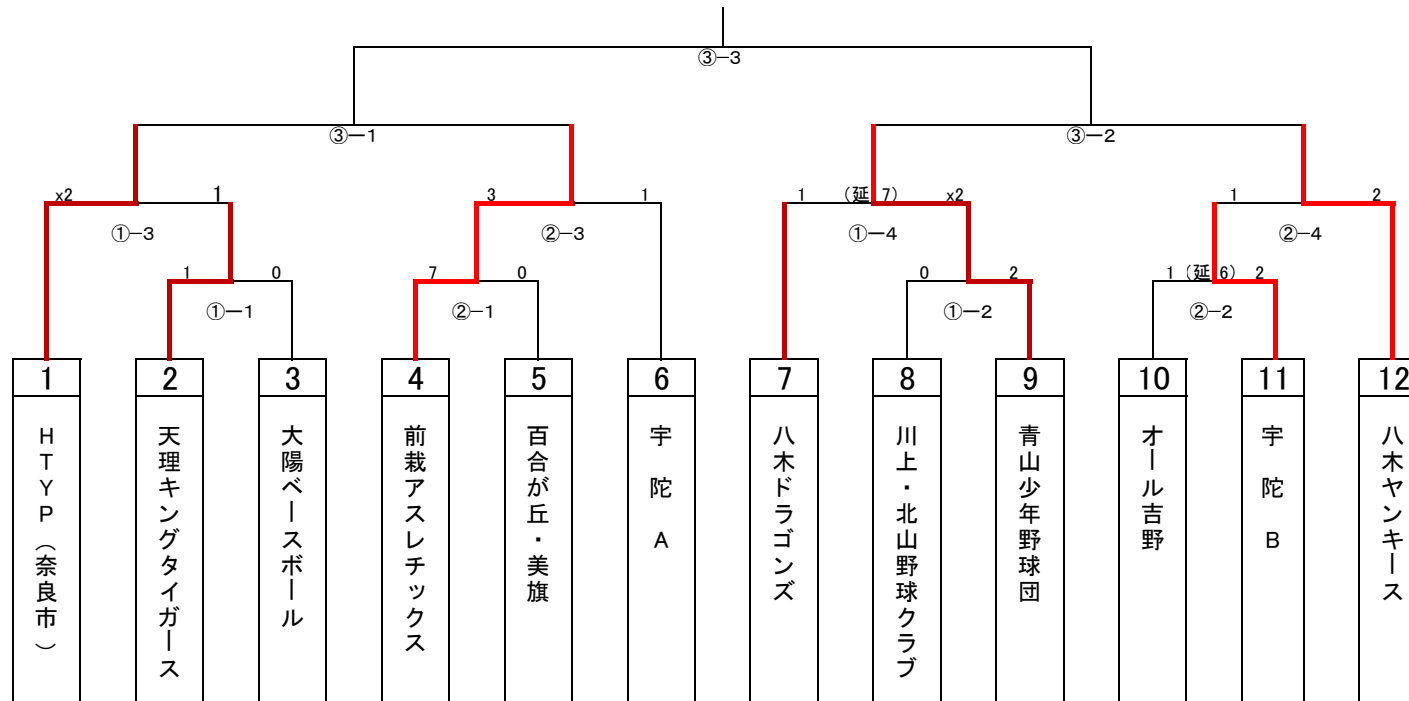 ③−3
③ー1
③ー2
x2
1
3
1
1
(延
7)
x2
1
2
①−3
②−3
①ー4
②−4
1
0
7
0
0
2
1
(延
6)
2
①ー1
②−1
①ー2
②−2
1
2
3
4
5
6
7
8
9
10
11
12
HTYP(奈良市)
天理キングタイガース
大陽ベースボール
前栽アスレチックス
百合が丘・美旗
宇陀A
八木ドラゴンズ
川上・北山野球クラブ
青山少年野球団
オール吉野
宇陀B
八木ヤンキース